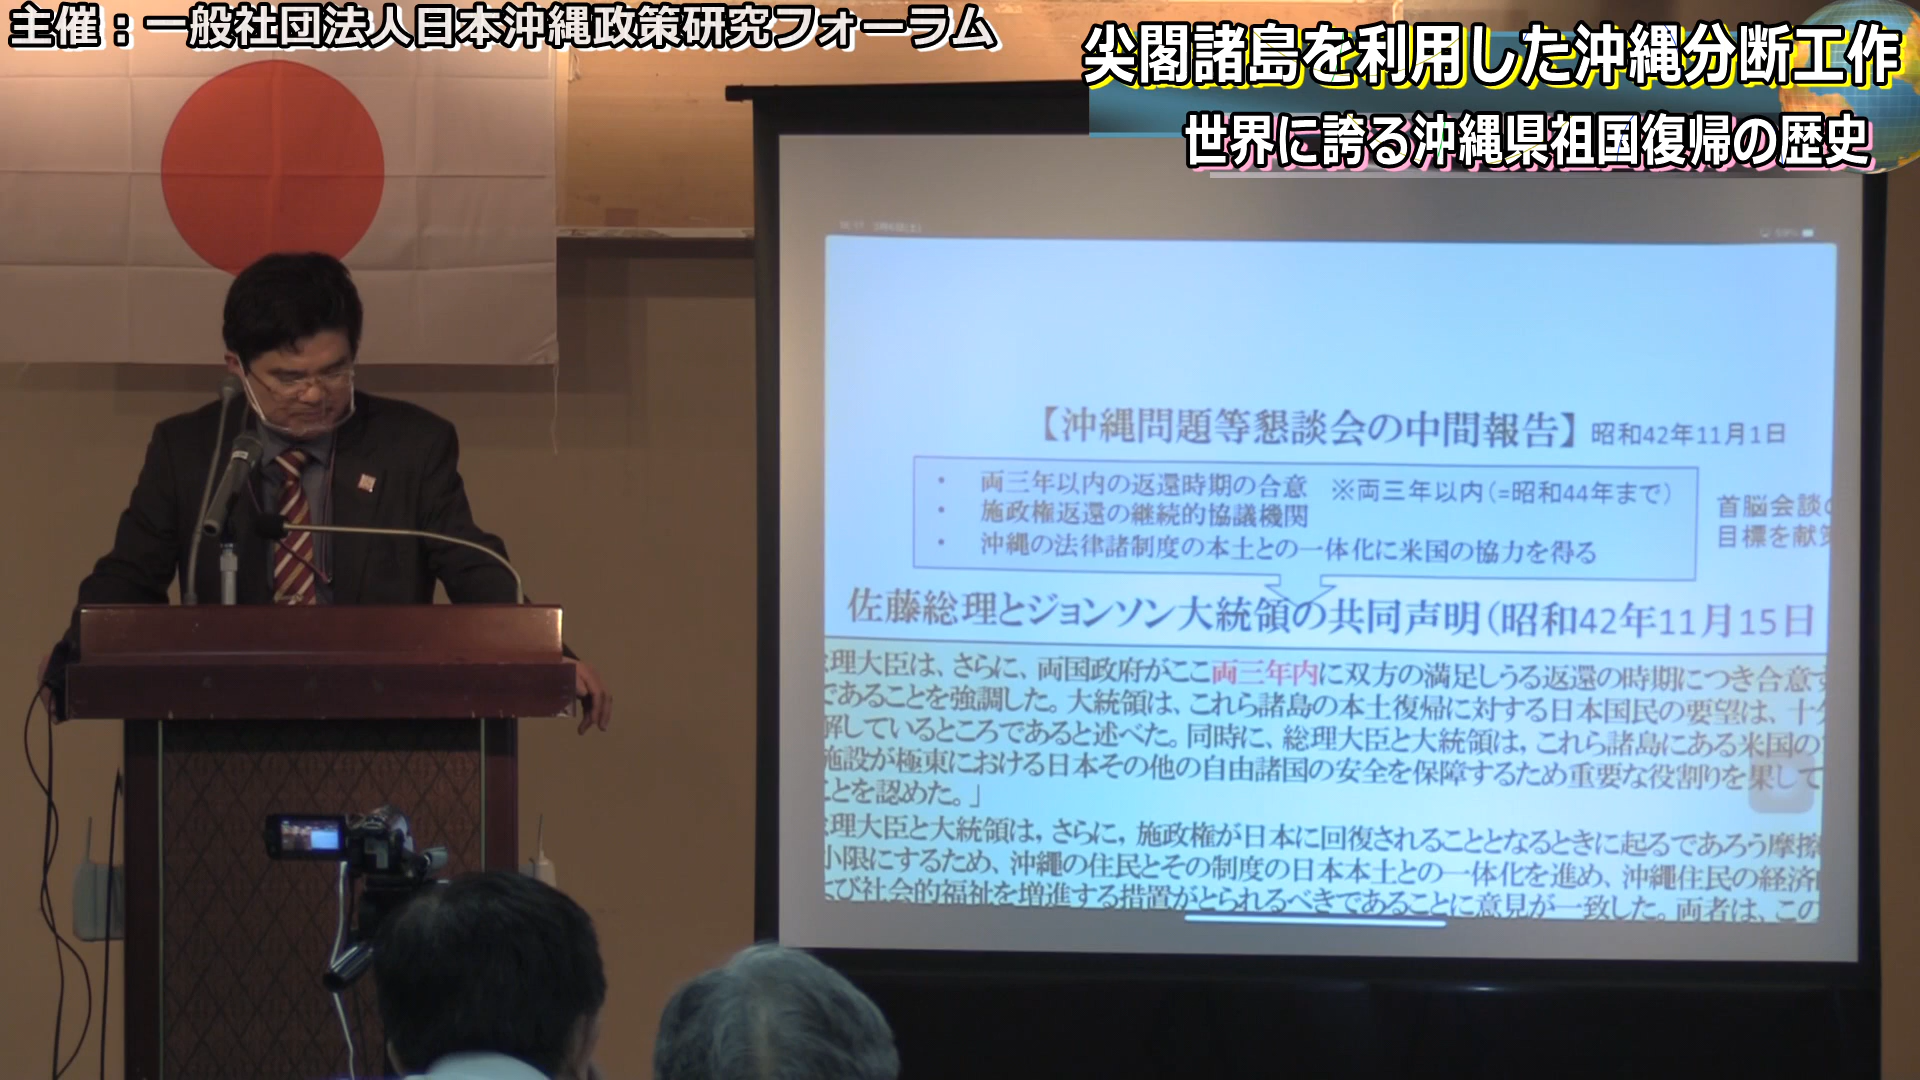 主催：一般社団法人日本沖縄政策研究フォーラム
尖閣諸島を利用した沖縄分断工作
世界に誇る沖縄県祖国復帰の歴史
【沖縄問題等懇談会の中間報告】昭和42年11月1日
・ 両三年以内の返還時期の合意 ※両三年以内(=昭和44年まで)
・ 施政権返還の継続的協議機関
・ 沖縄の法律諸制度の本土との一体化に米国の協力を得る
首脳会談の
目標を献策
佐藤総理とジョンソン大統領の共同声明(昭和42年11月15日
理大臣は、さらに、両国政府がここ両三年内に双方の満足しうる返還の時期につき合意す
であることを強調した。大統領は、これら諸島の本土復帰に対する日本国民の要望は、十分
解しているところであると述べた。同時に、総理大臣と大統領は、これら諸島にある米国の
施設が極東における日本その他の自由諸国の安全を保障するため重要な役割りを果して
ことを認めた。」
理大臣と大統領は，さらに，施政権が日本に回復されることとなるときに起るであろう摩擦
小限にするため、沖縄の住民とその制度の日本本土との一体化を進め、沖縄住民の経済
よび社会的福祉を増進する措置がとられるべきであることに意見が一致した。両者は、この